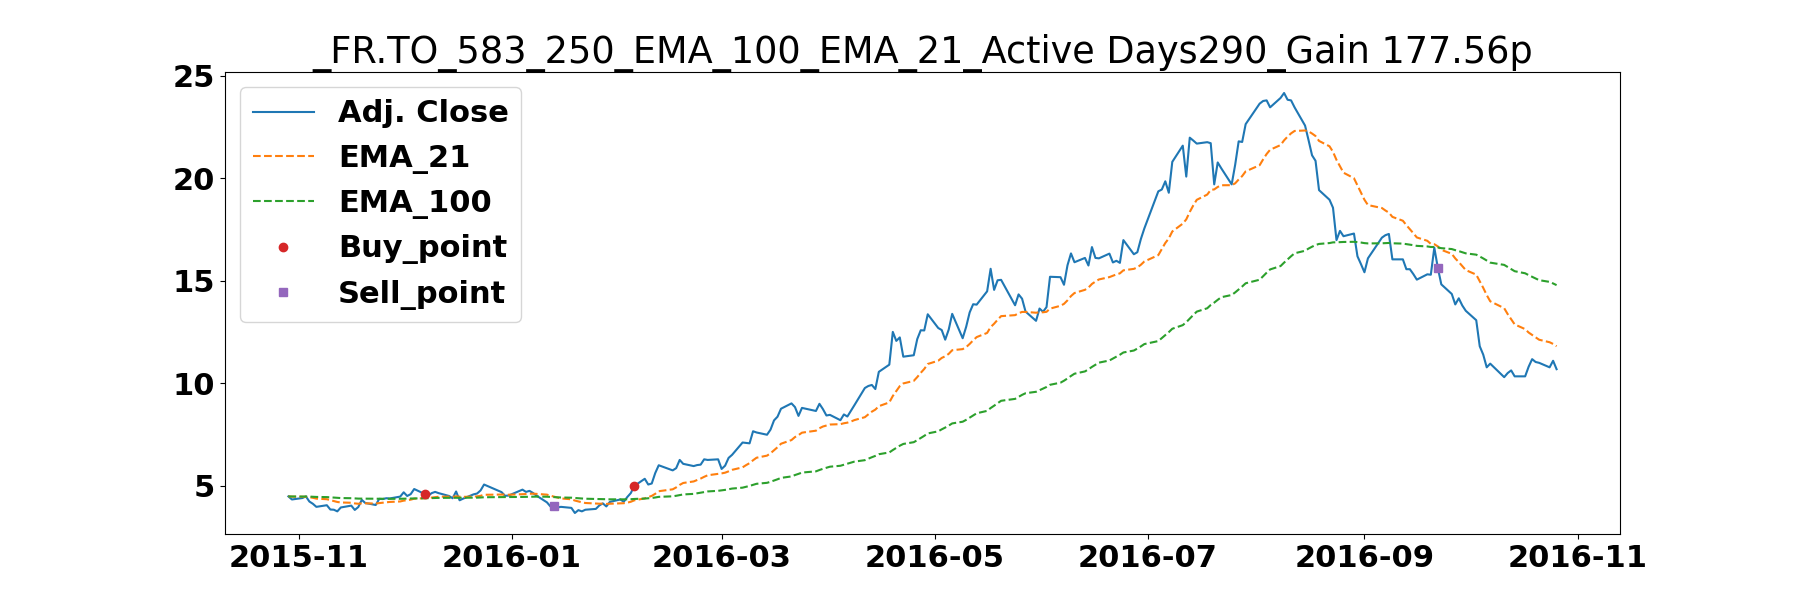 _FR.TO_583_250_EMA_100_EMA_21_Active Days290_Gain 177.56p
25
20
15
10
5
Adj. Close
EMA_21
EMA_100
Buy_point
Sell_point
2015-11 2016-01 2016-03 2016-05 2016-07 2016-09 2016-11